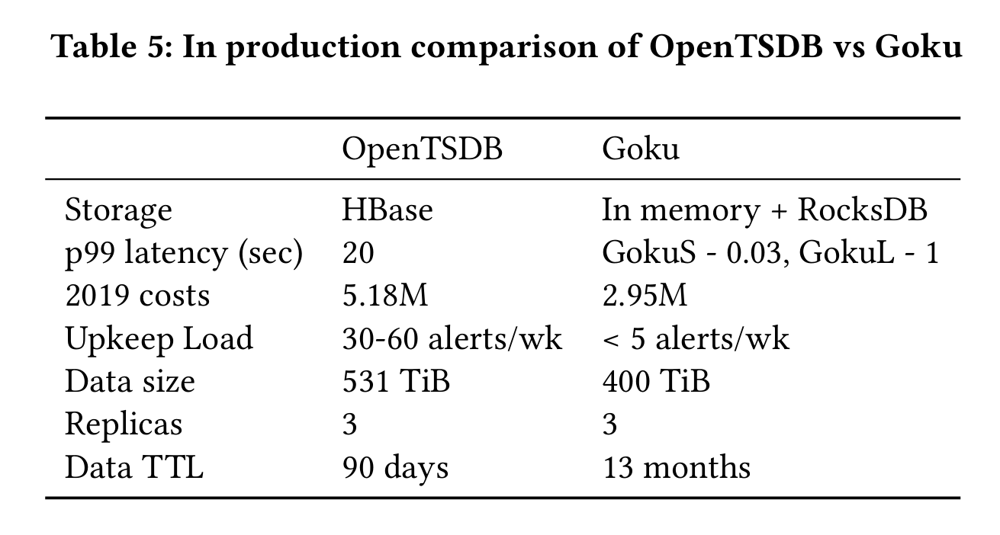 Table 5: In production comparison of OpenTSDB vs Goku
OpenTSDB Goku
Storage HBase In memory + RocksDB
p99 latency (sec) 20 GokuS - 0.03, GokuL - 1
2019 costs 5.18M 2.95M
Upkeep Load 30-60 alerts/wk < 5 alerts/wk
Data size 531 TiB 400 TiB
Replicas 3 3
Data TTL 90 days 13 months